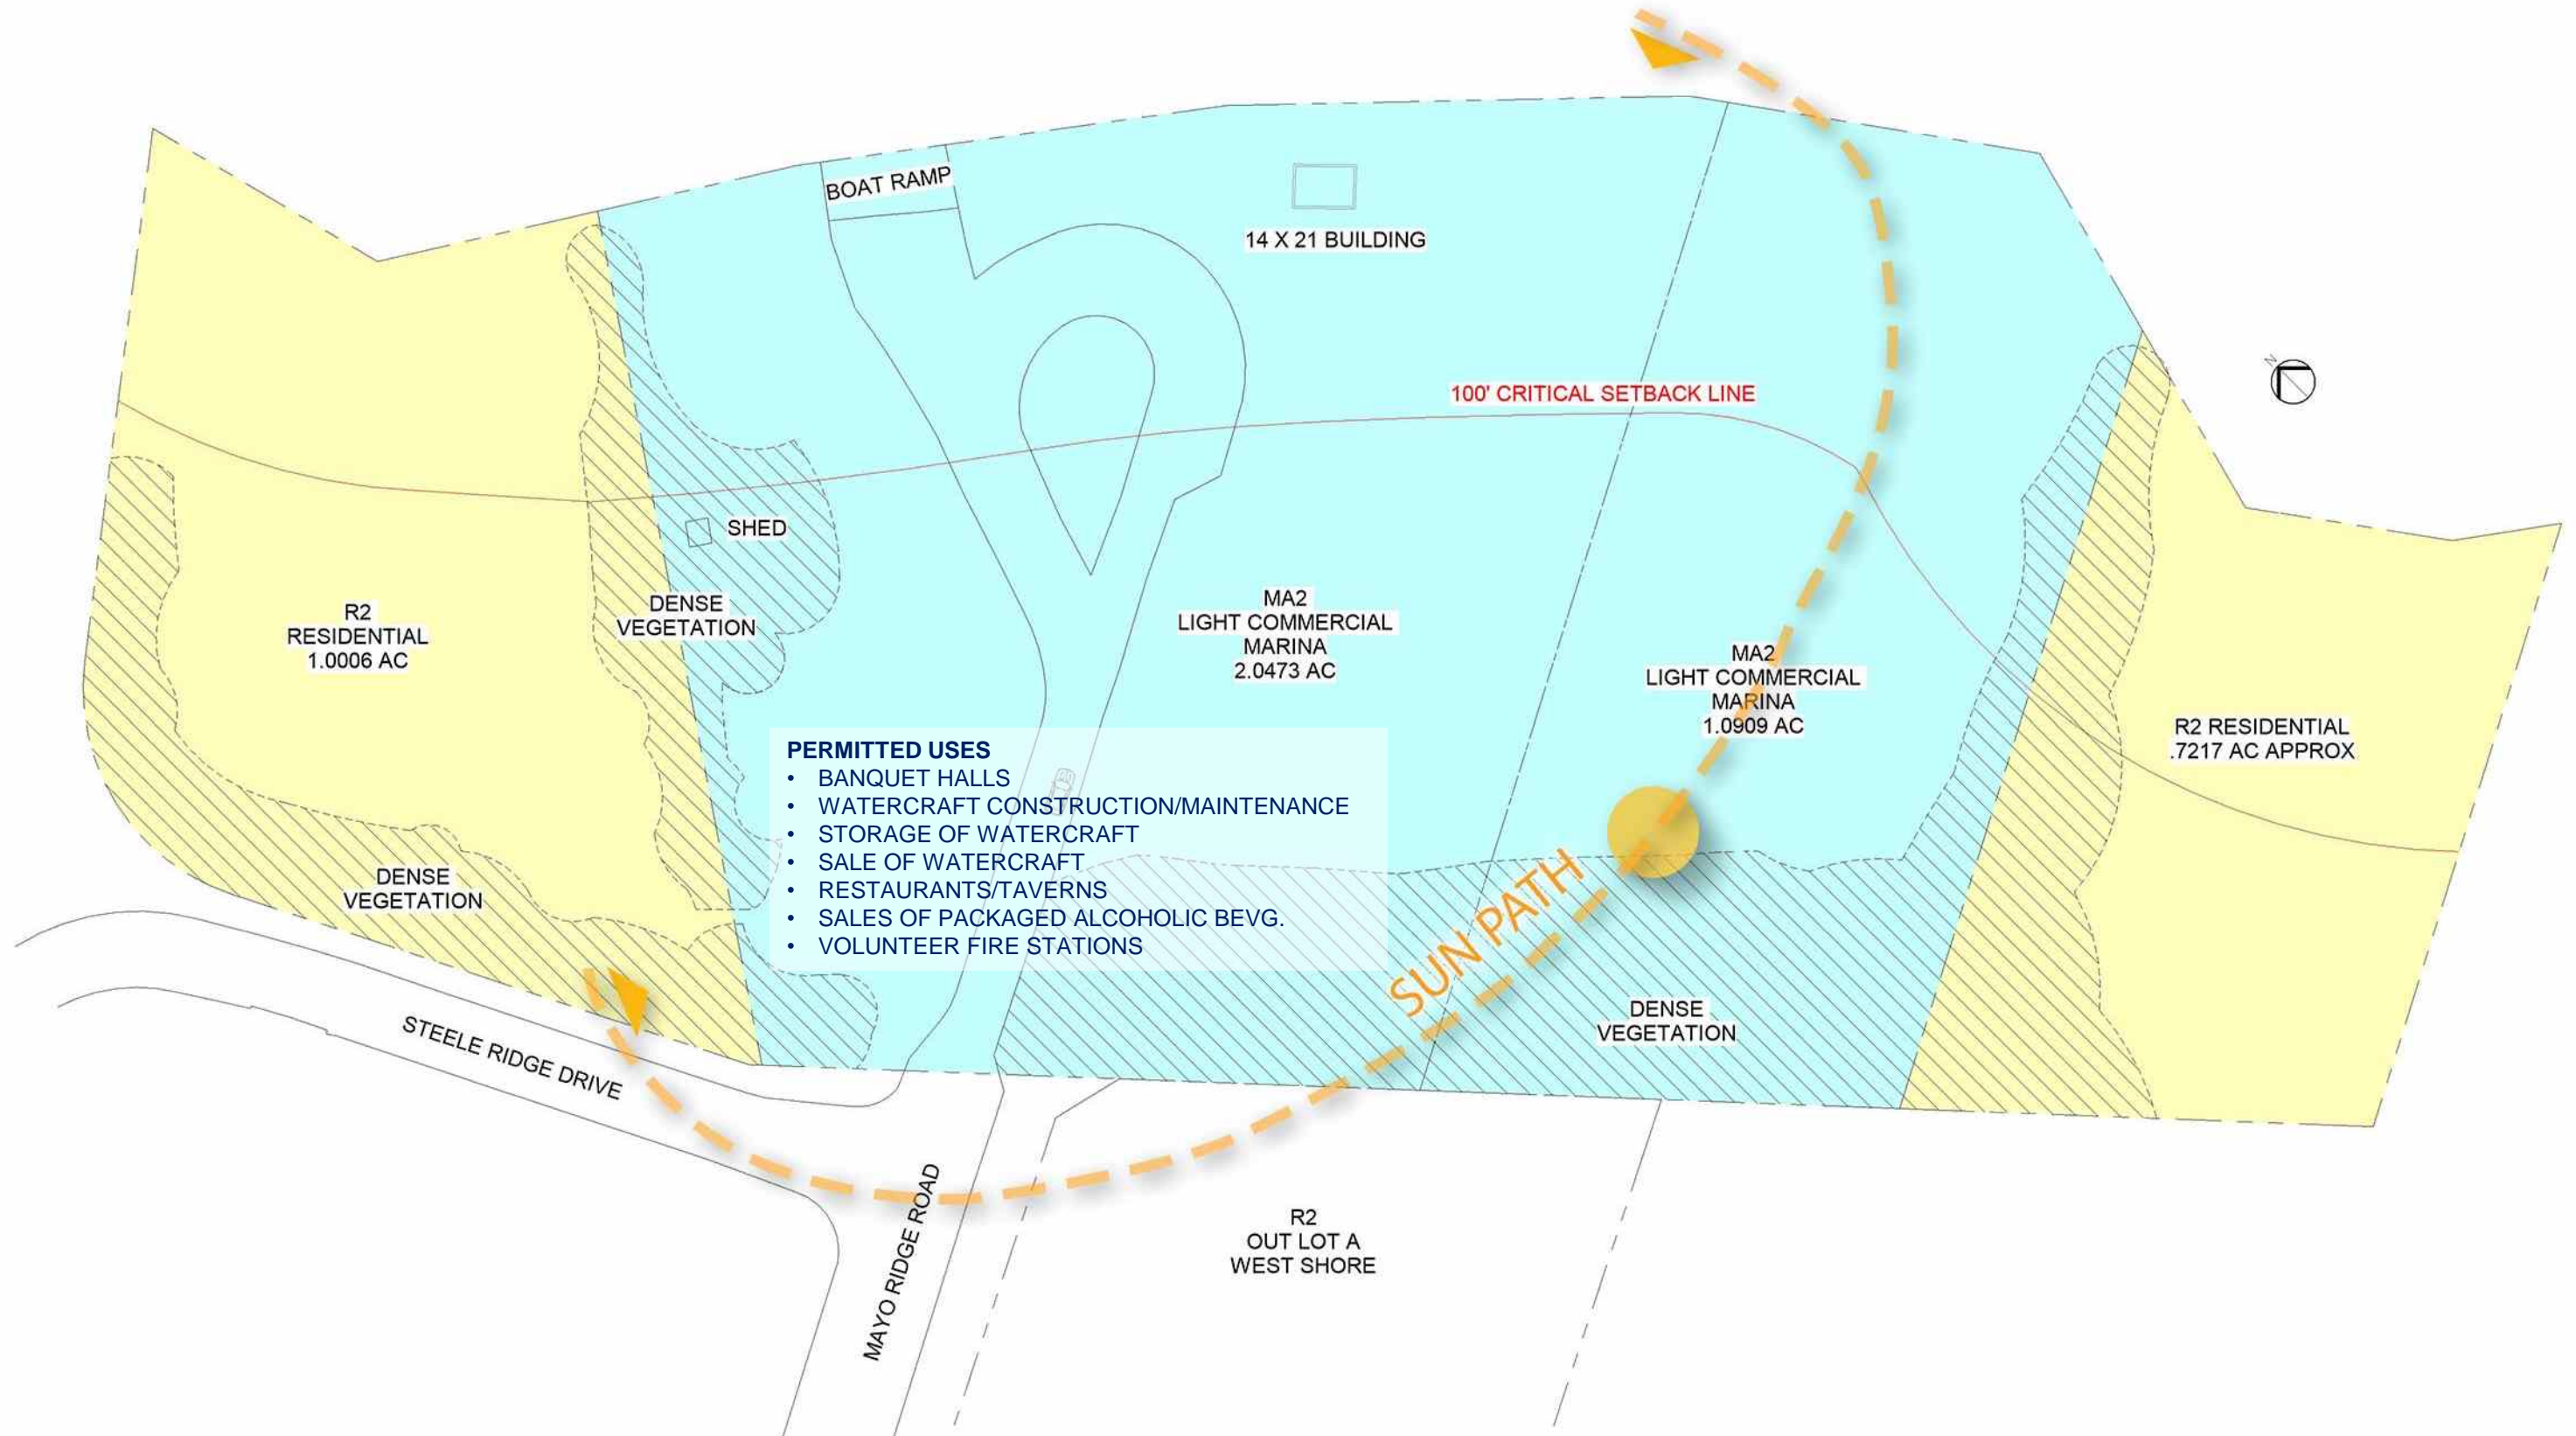 BOAT RAMP
14 X 21 BUILDING
N
100' CRITICAL SETBACK LINE
SHED
R2
RESIDENTIAL
1.0006 AC
DENSE
VEGETATION
MA2
LIGHT COMMERCIAL
MARINA
2.0473 AC
MA2
LIGHT COMMERCIAL
MARINA
1.0909 AC
R2 RESIDENTIAL
.7217 AC APPROX
PERMITTED USES
• BANQUET HALLS
• WATERCRAFT CONSTRUCTION/MAINTENANCE
• STORAGE OF WATERCRAFT
• SALE OF WATERCRAFT
• RESTAURANTS/TAVERNS
• SALES OF PACKAGED ALCOHOLIC BEVG.
• VOLUNTEER FIRE STATIONS
DENSE
VEGETATION
SUN PATH
DENSE
VEGETATION
STEELE RIDGE DRIVE
MAYO RIDGE ROAD
R2
OUT LOT A
WEST SHORE